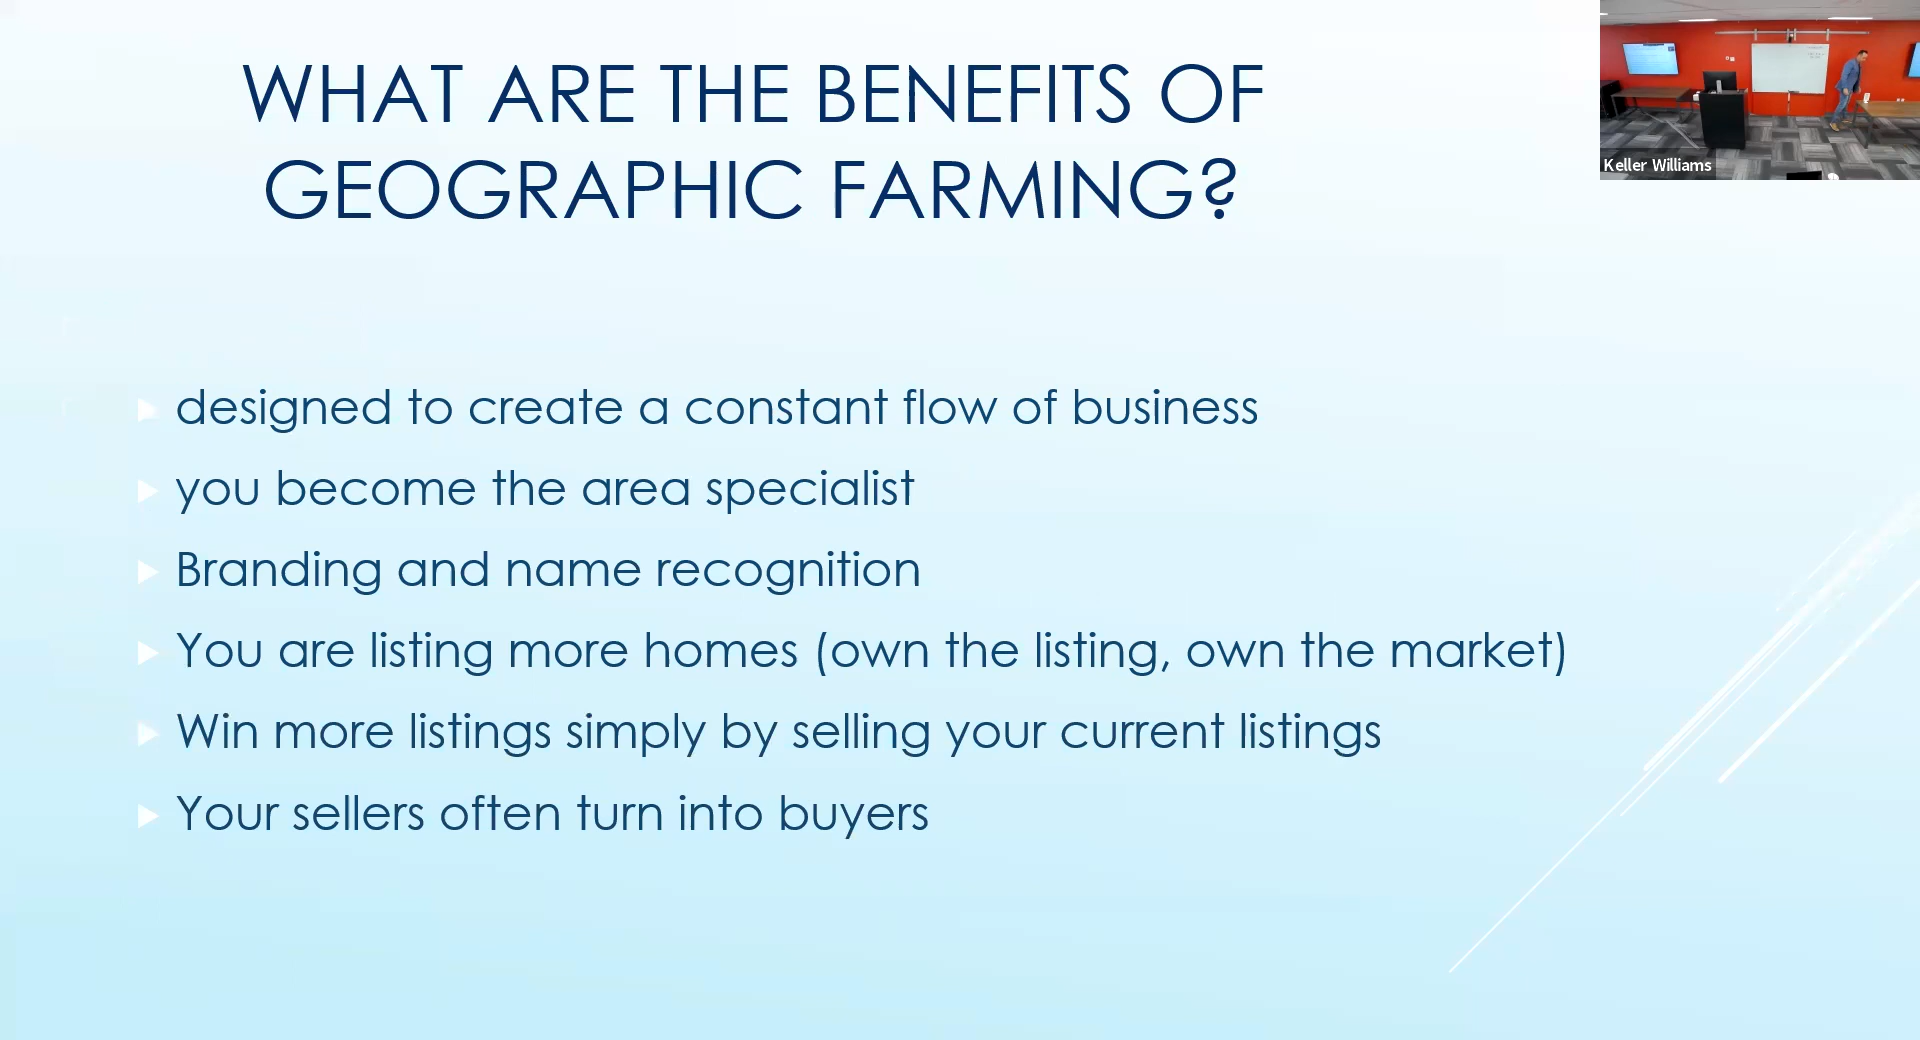 WHAT ARE THE BENEFITS OF
GEOGRAPHIC FARMING?
designed to create a constant flow of business
you become the area specialist
Branding and name recognition
You are listing more homes (own the listing, own the market)
Win more listings simply by selling your current listings
Your sellers often turn into buyers
Keller Williams